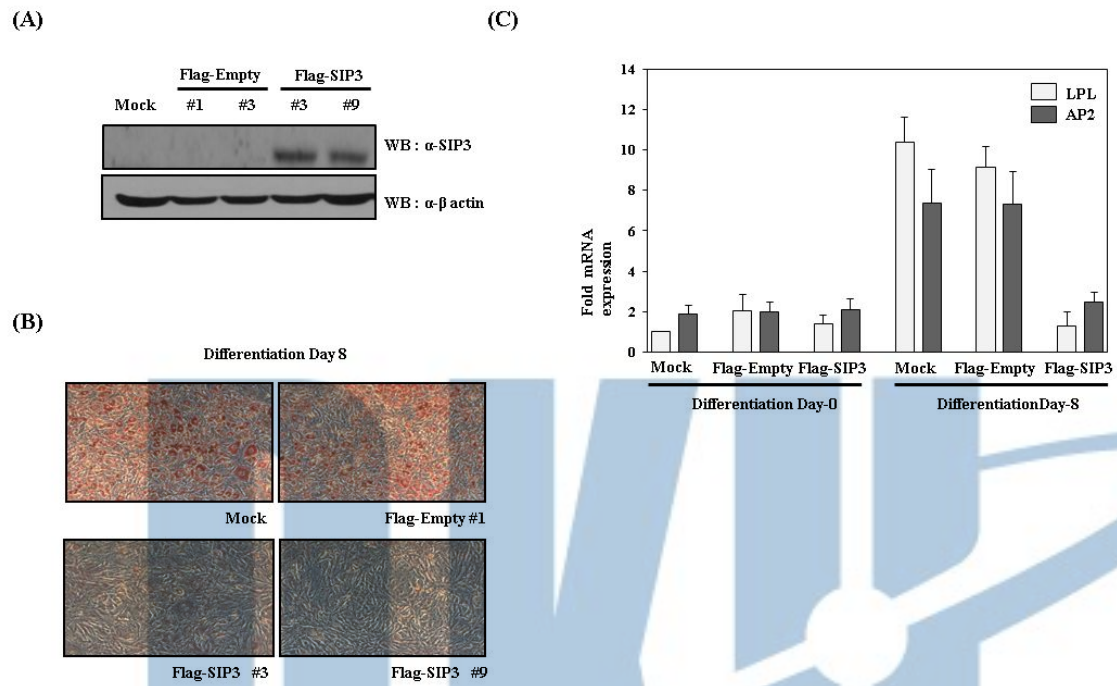 (A)
Flag-Empty Flag-SIP3
Mock #1 #3 #3 #9
WB : α-SIP3
WB : α-β actin
(B)
Differentiation Day 8
Mock Flag-Empty #1
Flag-SIP3 #3 Flag-SIP3 #9
(C)
14
12
10
8
6
4
2
0
Fold mRNA
expression
LPL
AP2
Mock Flag-Empty Flag-SIP3 Mock Flag-Empty Flag-SIP3
Differentiation Day-0 DifferentiationDay-8